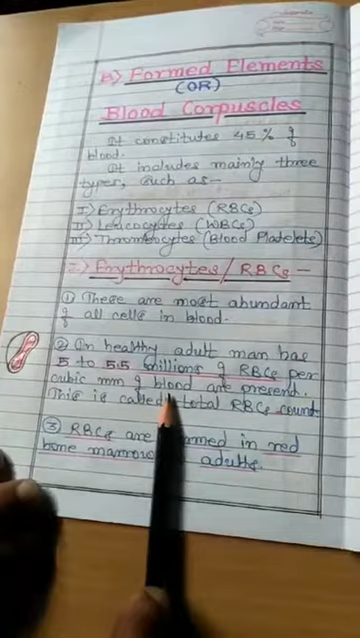 B) Formed Elements
(OR)
Blood Corpuscles
It constitutes 45% of
blood.
It includes mainly three
types, such as—
I) Erythrocytes (RBCs)
II) Leucocytes (WBCs)
III) Thrombocytes (Blood Platelets)
I) Erythrocytes / RBCs —
① These are most abundant
of all cells in blood.
② In healthy adult man has
5 to 5.5 millions of RBCs per
cubic mm of blood are present.
This is called total RBCs count
③ RBCs are formed in red
bone marrow adults.